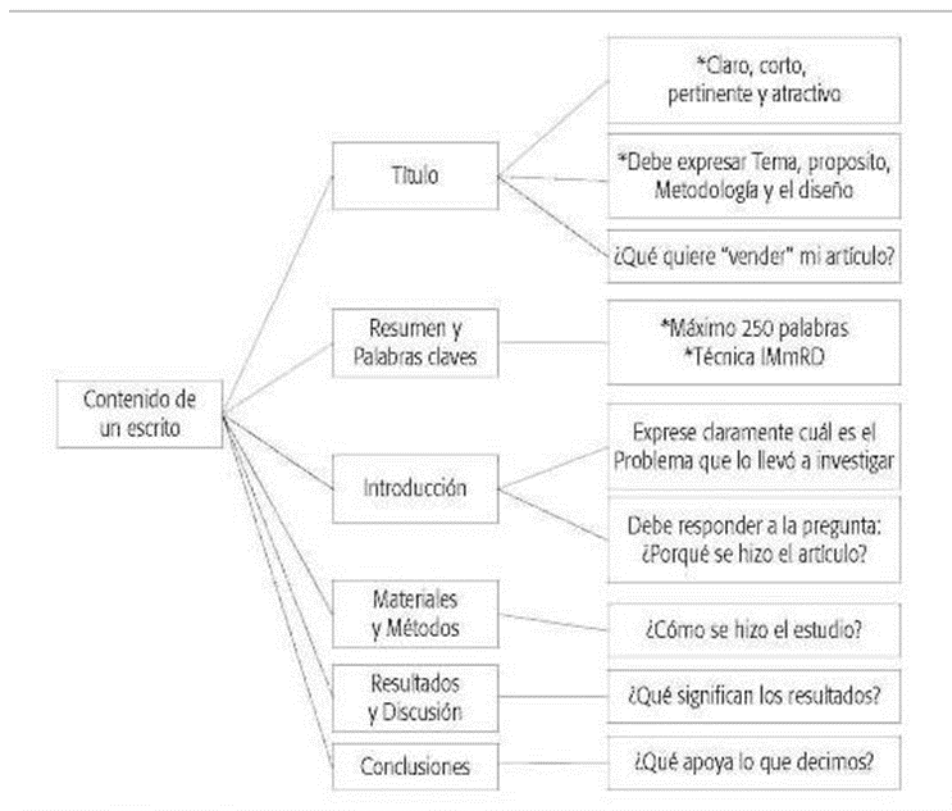 Contenido de
un escrito
Título
*Claro, corto,
pertinente y atractivo
*Debe expresar Tema, proposito,
Metodología y el diseño
¿Qué quiere "vender" mi artículo?
Resumen y
Palabras claves
*Máximo 250 palabras
*Técnica IMmRD
Introducción
Exprese claramente cuál es el
Problema que lo llevó a investigar
Debe responder a la pregunta:
¿Porqué se hizo el artículo?
Materiales
y Métodos
¿Cómo se hizo el estudio?
Resultados
y Discusión
¿Qué significan los resultados?
Conclusiones
¿Qué apoya lo que decimos?